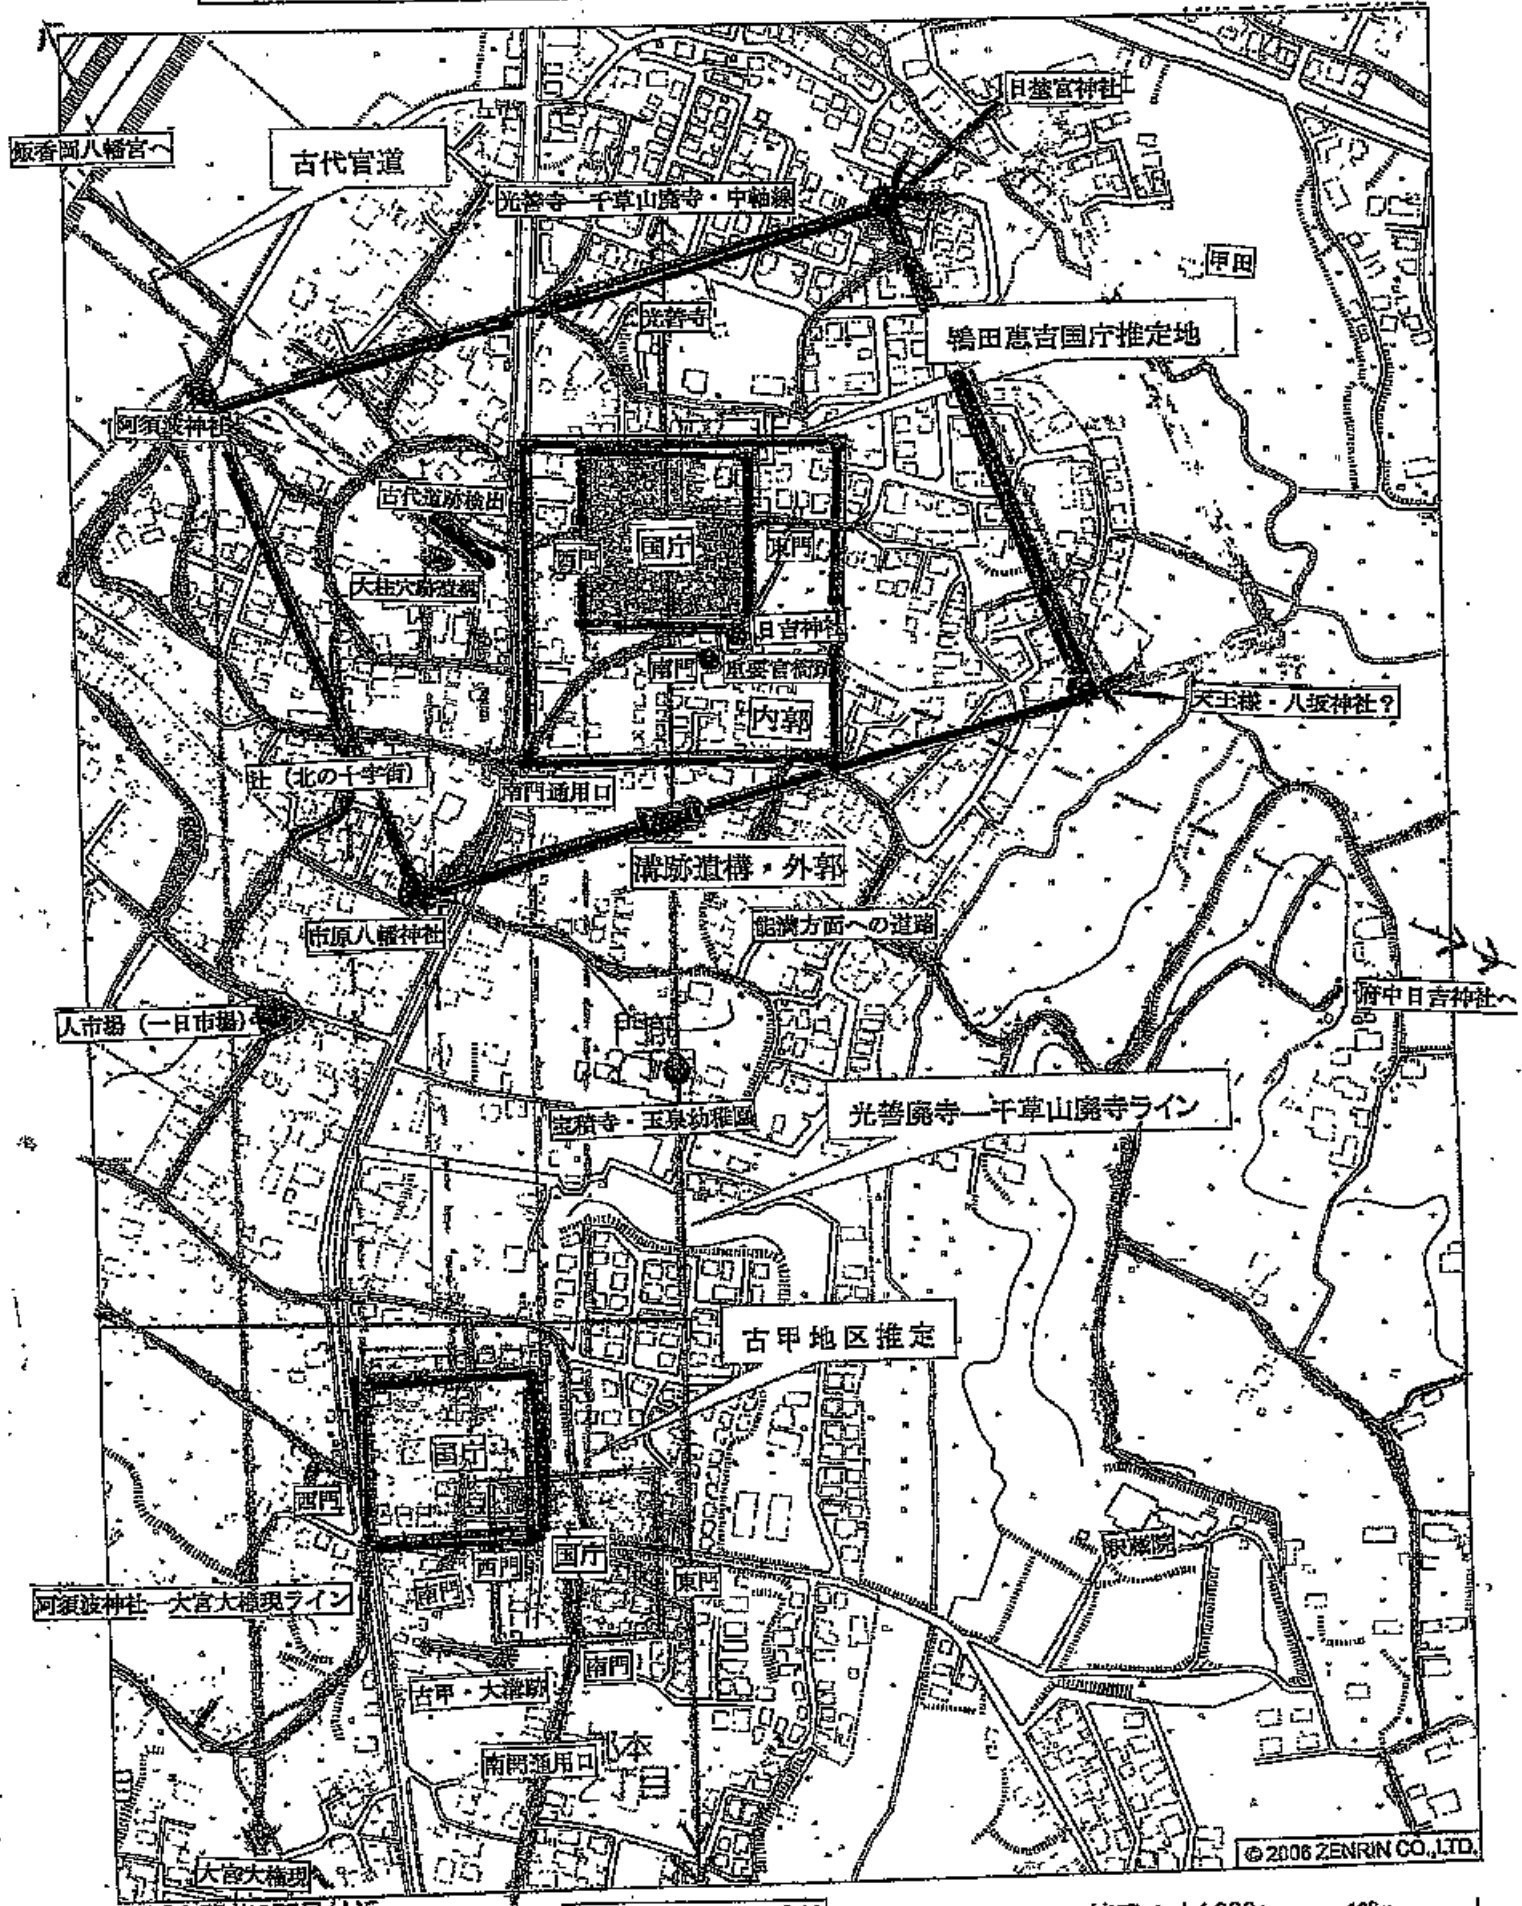 飯香岡八幡宮へ
古代官道
日枝宮神社
光善寺―千草山廃寺・中軸線
甲田
光善寺
鴨田恵吉国庁推定地
阿須波神社
古代道跡検出
西門
国庁
東門
大柱穴跡遺構
日吉神社
南門
重要官衙
内郭
天王様・八坂神社?
辻(北の十字街)
南門通用口
溝跡遺構・外郭
市原八幡神社
能満方面への道路
府中日吉神社へ
人市場(一日市場)
宝積寺・玉泉幼稚園
光善廃寺―千草山廃寺ライン
古甲地区推定
国庁
西門
西門
国庁
南門
東門
釈蔵院
阿須波神社―大宮大権現ライン
南門
古甲・大溝跡
南門通用口
大宮大権現
© 2006 ZENRIN CO.,LTD.